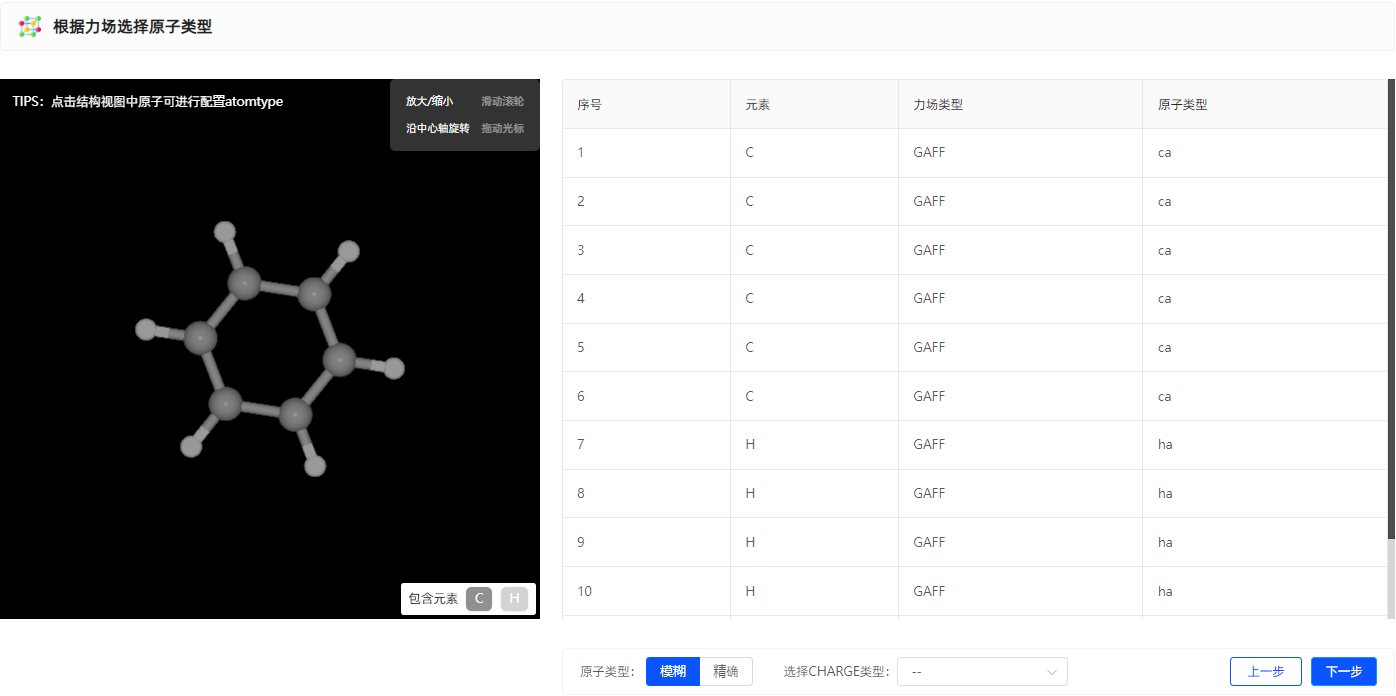 根据力场选择原子类型
TIPS：点击结构视图中原子可进行配置atomtype
放大/缩小 滑动滚轮
沿中心轴旋转 拖动光标
包含元素 C H
序号 元素 力场类型 原子类型
1 C GAFF ca
2 C GAFF ca
3 C GAFF ca
4 C GAFF ca
5 C GAFF ca
6 C GAFF ca
7 H GAFF ha
8 H GAFF ha
9 H GAFF ha
10 H GAFF ha
原子类型： 模糊 精确 选择CHARGE类型： -- 上一步 下一步